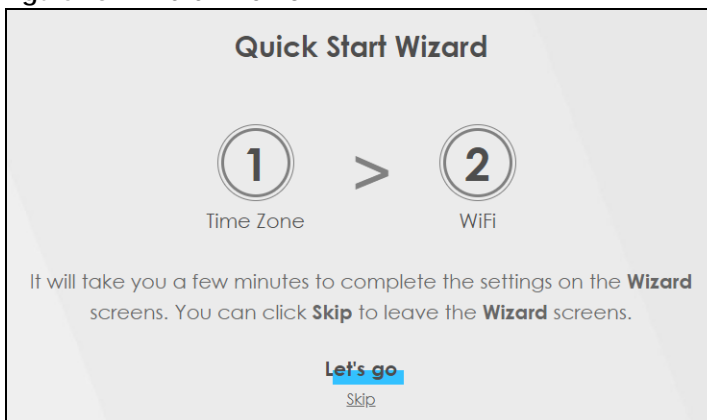 Quick Start Wizard
1 > 2
Time Zone WiFi
It will take you a few minutes to complete the settings on the Wizard
screens. You can click Skip to leave the Wizard screens.
Let's go
Skip